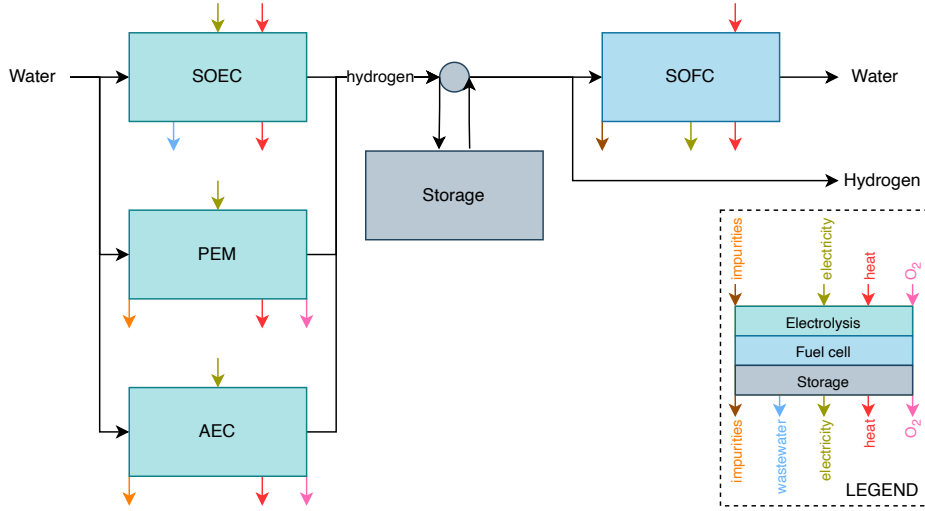 Water
SOEC
hydrogen
SOFC
Water
Storage
Hydrogen
PEM
AEC
impurities
electricity
heat
O2
Electrolysis
Fuel cell
Storage
impurities
wastewater
electricity
heat
O2
LEGEND